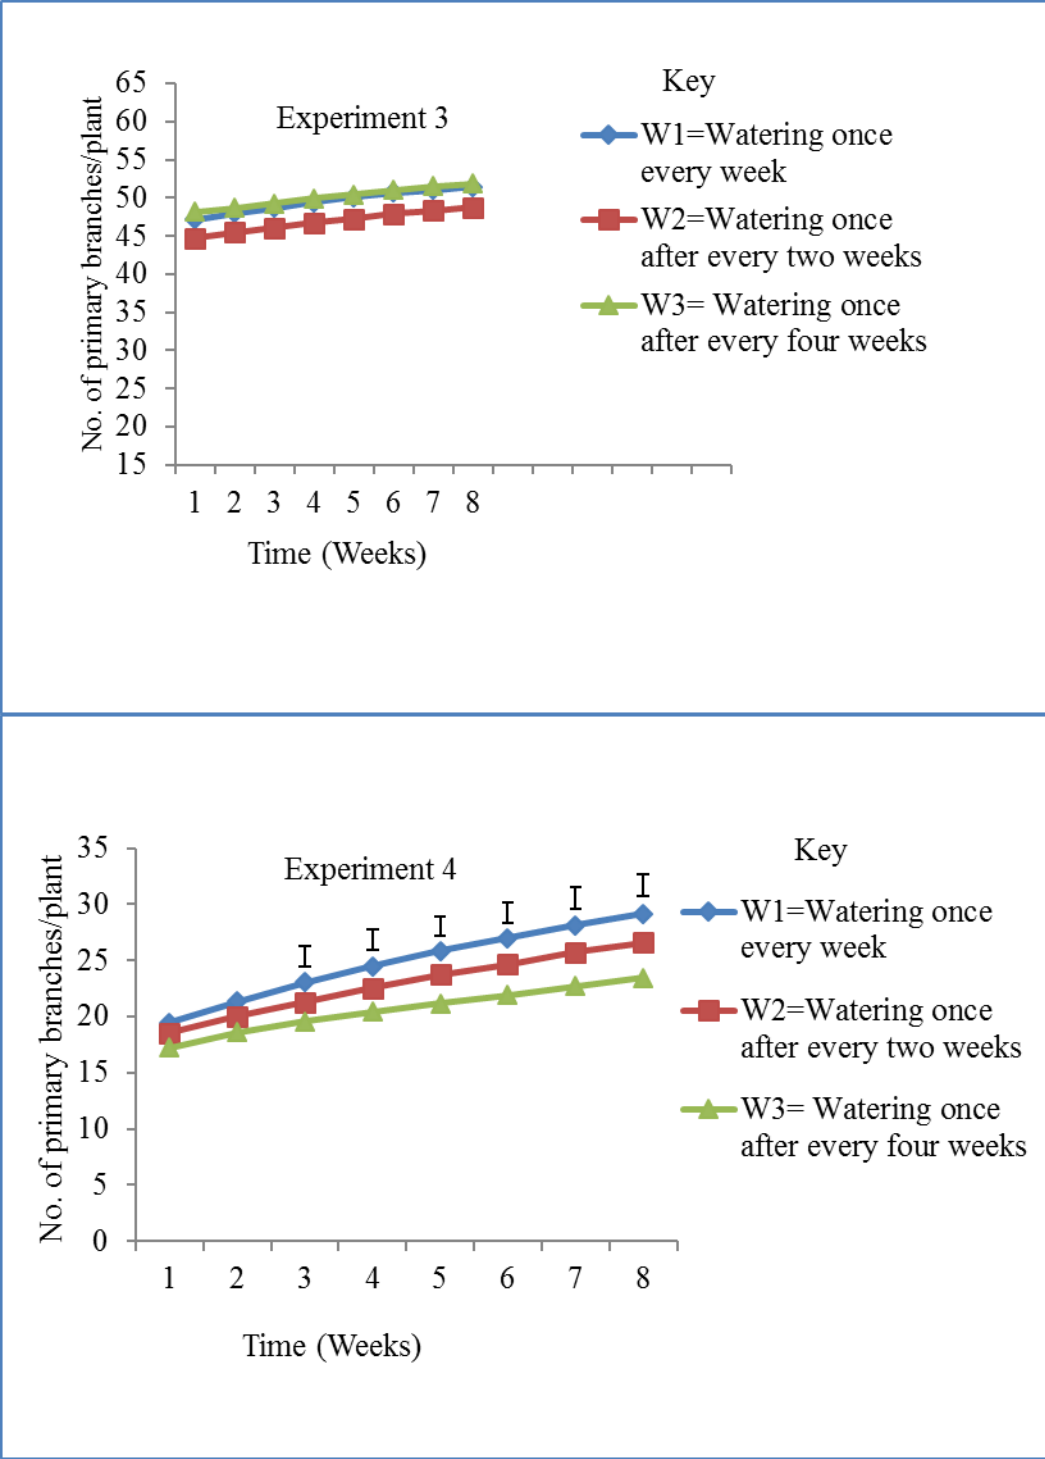 Experiment 3
No. of primary branches/plant
65
60
55
50
45
40
35
30
25
20
15
1 2 3 4 5 6 7 8
Time (Weeks)
Key
W1=Watering once
every week
W2=Watering once
after every two weeks
W3= Watering once
after every four weeks
Experiment 4
No. of primary branches/plant
35
30
25
20
15
10
5
0
1 2 3 4 5 6 7 8
Time (Weeks)
Key
W1=Watering once
every week
W2=Watering once
after every two weeks
W3= Watering once
after every four weeks